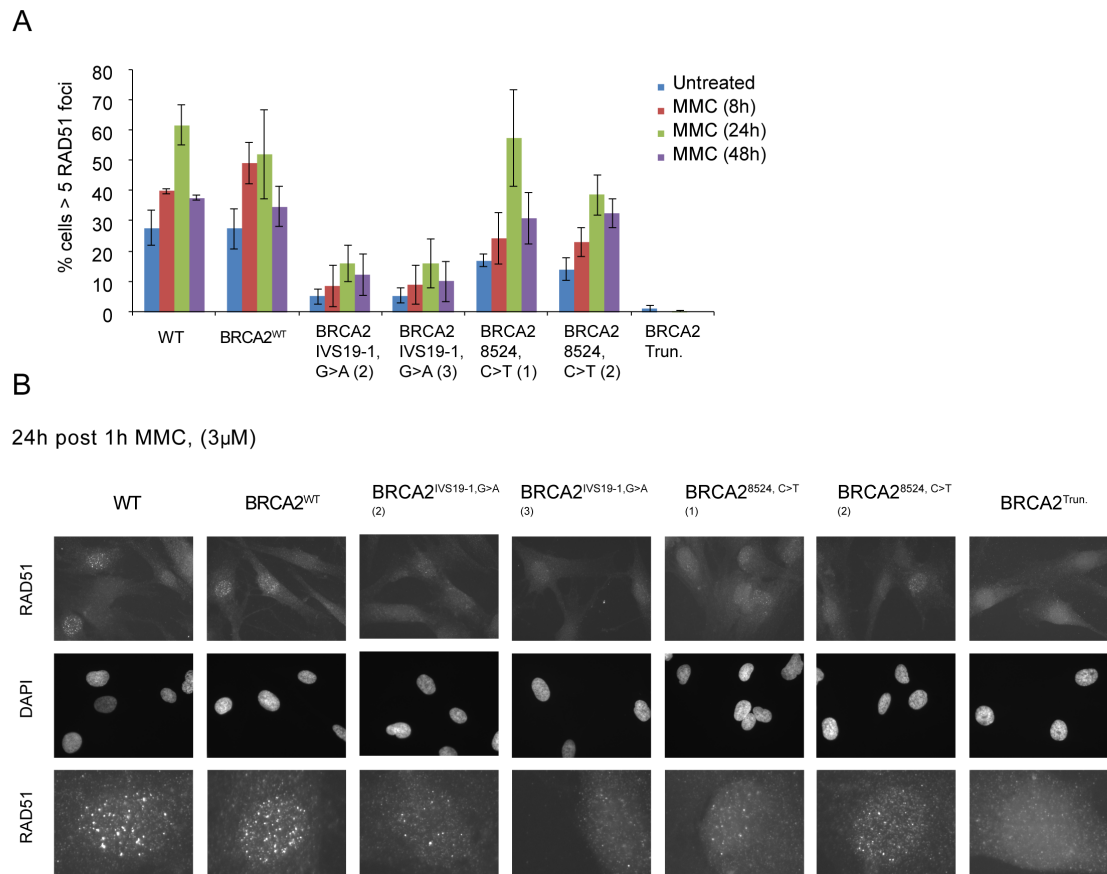 A
% cells > 5 RAD51 foci
80
70
60
50
40
30
20
10
0
Untreated
MMC (8h)
MMC (24h)
MMC (48h)
WT
BRCA2WT
BRCA2
IVS19-1,
G>A (2)
BRCA2
IVS19-1,
G>A (3)
BRCA2
8524,
C>T (1)
BRCA2
8524,
C>T (2)
BRCA2
Trun.
B
24h post 1h MMC, (3µM)
WT
BRCA2WT
BRCA2IVS19-1,G>A
(2)
BRCA2IVS19-1,G>A
(3)
BRCA28524, C>T
(1)
BRCA28524, C>T
(2)
BRCA2Trun.
RAD51
DAPI
RAD51